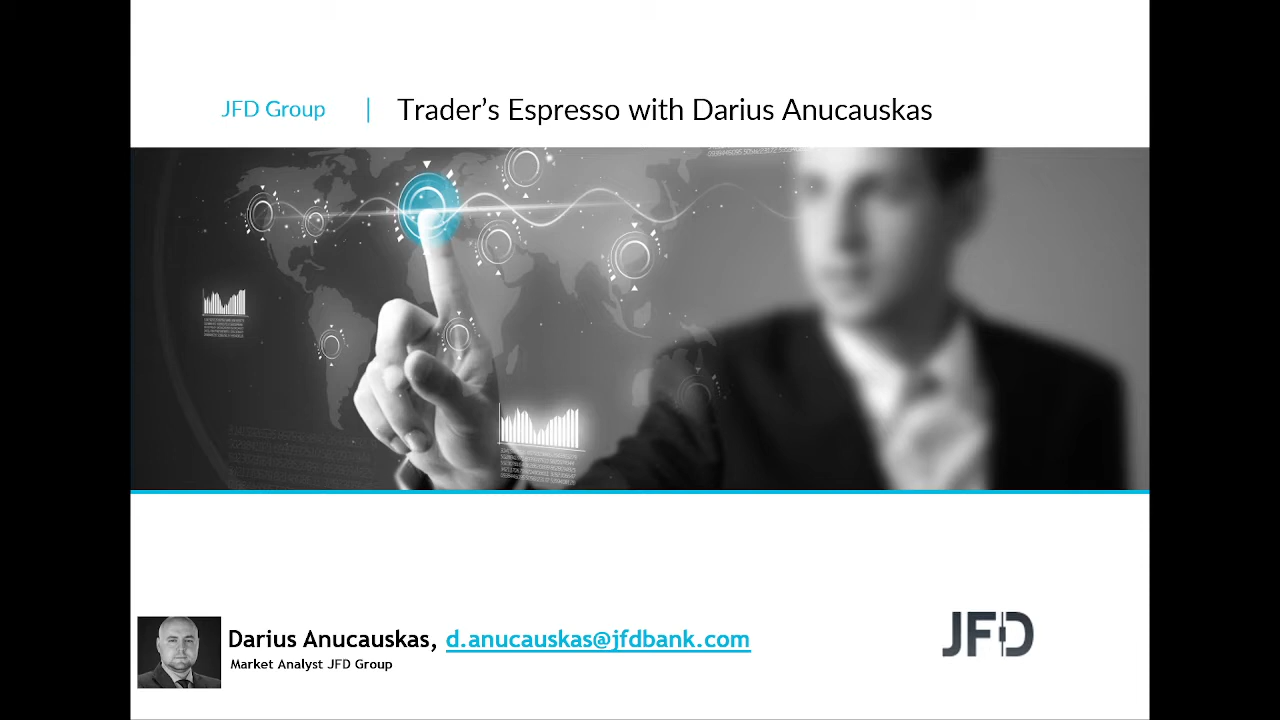 JFD Group | Trader’s Espresso with Darius Anucauskas
Darius Anucauskas, d.anucauskas@jfdbank.com
Market Analyst JFD Group
JFD